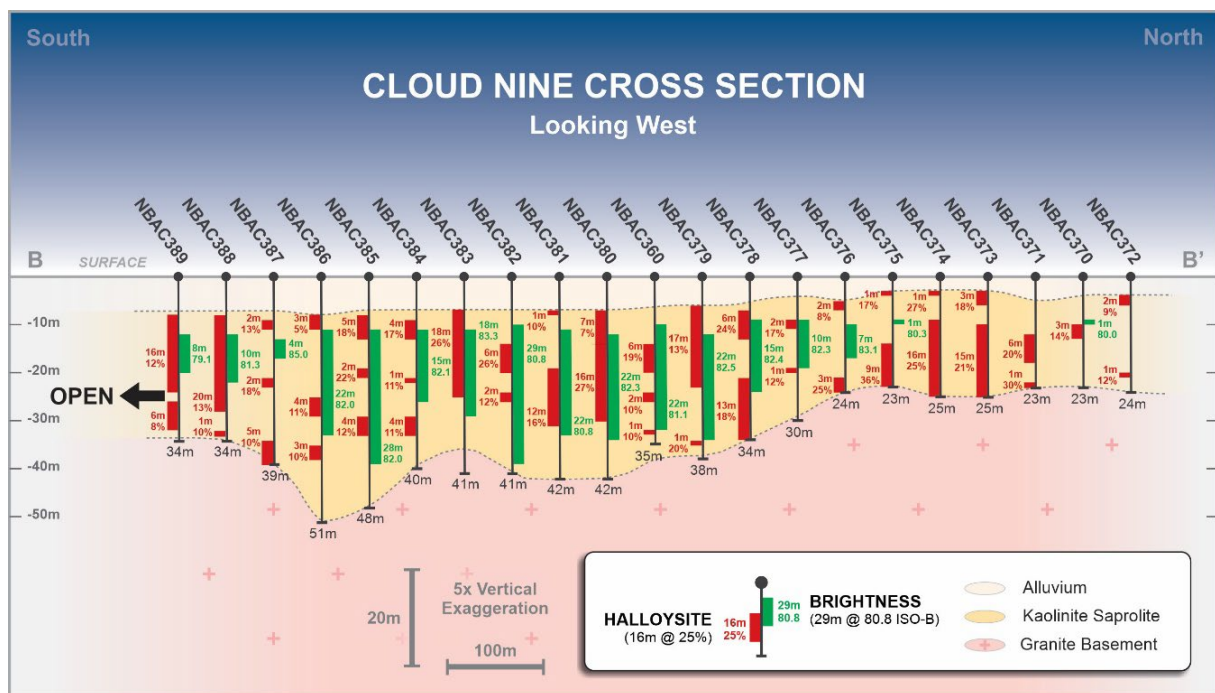 South
North
CLOUD NINE CROSS SECTION
Looking West
NBAC389
NBAC388
NBAC387
NBAC386
NBAC385
NBAC384
NBAC383
NBAC382
NBAC381
NBAC380
NBAC360
NBAC379
NBAC378
NBAC377
NBAC376
NBAC375
NBAC374
NBAC373
NBAC371
NBAC370
NBAC372
B
SURFACE
B'
-10m
-20m
OPEN
-30m
-40m
-50m
16m
12%
8m
79.1
6m
8%
34m
10m
81.3
20m
13%
1m
10%
34m
2m
13%
4m
85.0
2m
18%
5m
10%
39m
3m
5%
4m
11%
22m
82.0
3m
10%
51m
5m
18%
2m
22%
4m
12%
28m
82.0
48m
4m
17%
1m
11%
15m
82.1
4m
11%
40m
18m
26%
18m
83.3
41m
6m
26%
2m
12%
29m
80.8
41m
1m
10%
12m
16%
22m
80.8
42m
7m
7%
16m
27%
22m
82.3
42m
6m
19%
2m
10%
1m
10%
22m
81.1
35m
17m
13%
22m
82.5
1m
20%
38m
6m
24%
15m
82.4
13m
18%
34m
2m
17%
10m
82.3
1m
12%
30m
2m
8%
7m
83.1
3m
25%
24m
1m
17%
1m
80.3
9m
36%
23m
1m
27%
16m
25%
25m
3m
18%
15m
21%
25m
6m
20%
1m
30%
23m
3m
14%
1m
80.0
23m
2m
9%
1m
12%
24m
20m
5x Vertical
Exaggeration
100m
HALLOYSITE
(16m @ 25%)
16m
25%
29m
80.8
BRIGHTNESS
(29m @ 80.8 ISO-B)
Alluvium
Kaolinite Saprolite
Granite Basement